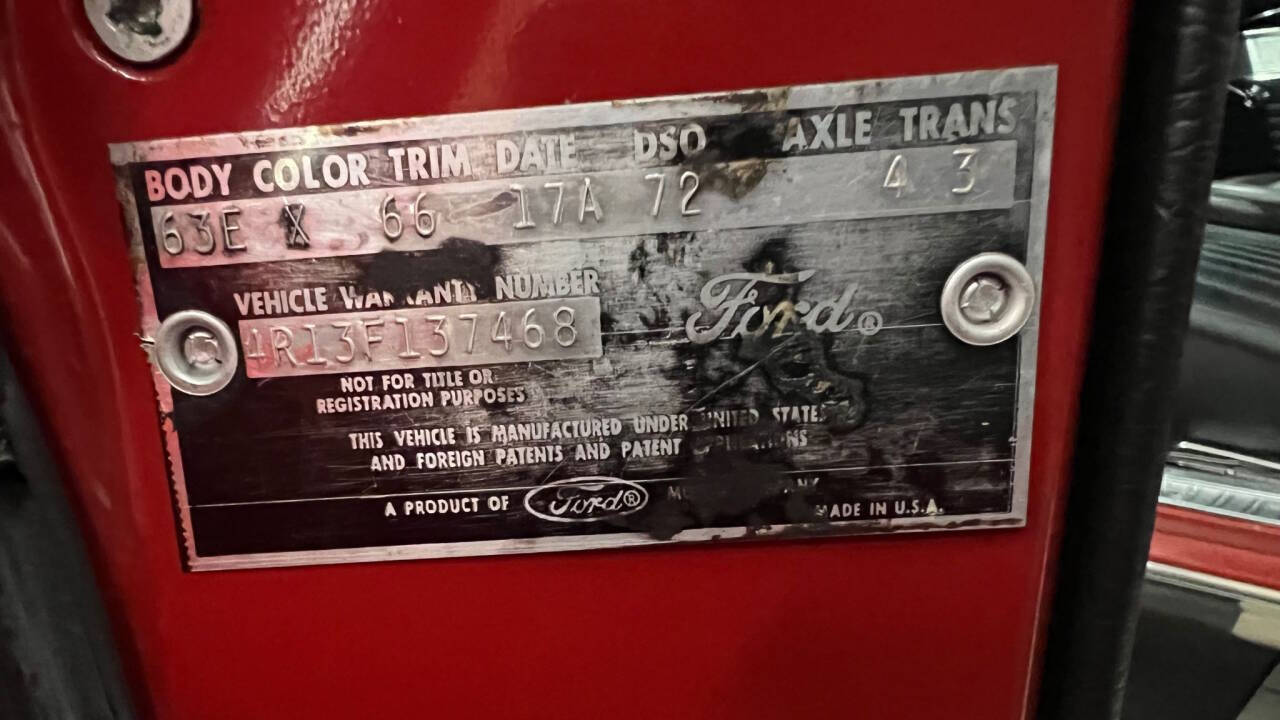 BODY COLOR TRIM DATE DSO AXLE TRANS
63E X 66 17A 72 4 3
VEHICLE WARRANTY NUMBER
4R13F137468
Ford®
NOT FOR TITLE OR
REGISTRATION PURPOSES
THIS VEHICLE IS MANUFACTURED UNDER UNITED STATES
AND FOREIGN PATENTS AND PATENT
A PRODUCT OF Ford® MADE IN U.S.A.